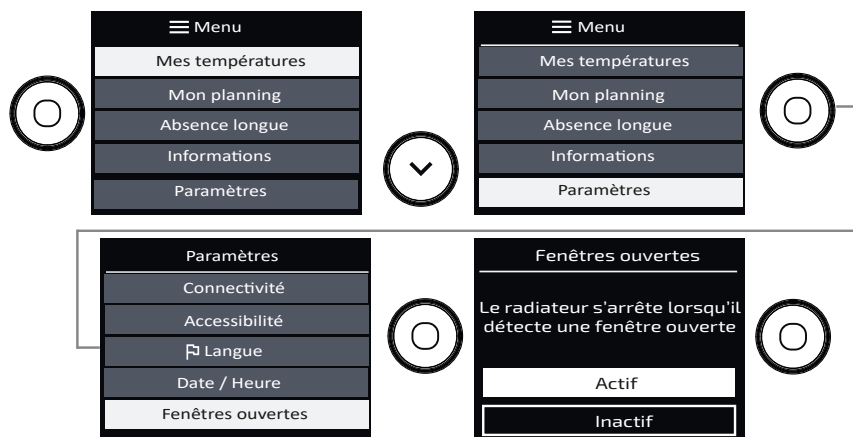 Menu
Mes températures
Mon planning
Absence longue
Informations
Paramètres
Menu
Mes températures
Mon planning
Absence longue
Informations
Paramètres
Paramètres
Connectivité
Accessibilité
Langue
Date / Heure
Fenêtres ouvertes
Fenêtres ouvertes
Le radiateur s'arrête lorsqu'il
détecte une fenêtre ouverte
Actif
Inactif